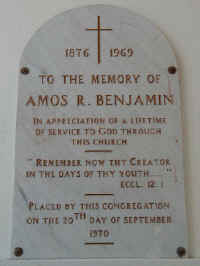 1876 1969
TO THE MEMORY OF
AMOS R. BENJAMIN
IN APPRECIATION OF A LIFETIME
OF SERVICE TO GOD THROUGH
THIS CHURCH
"REMEMBER NOW THY CREATOR
IN THE DAYS OF THY YOUTH——"
ECCL. 12:1
PLACED BY THIS CONGREGATION
ON THE 20TH DAY OF SEPTEMBER
1970